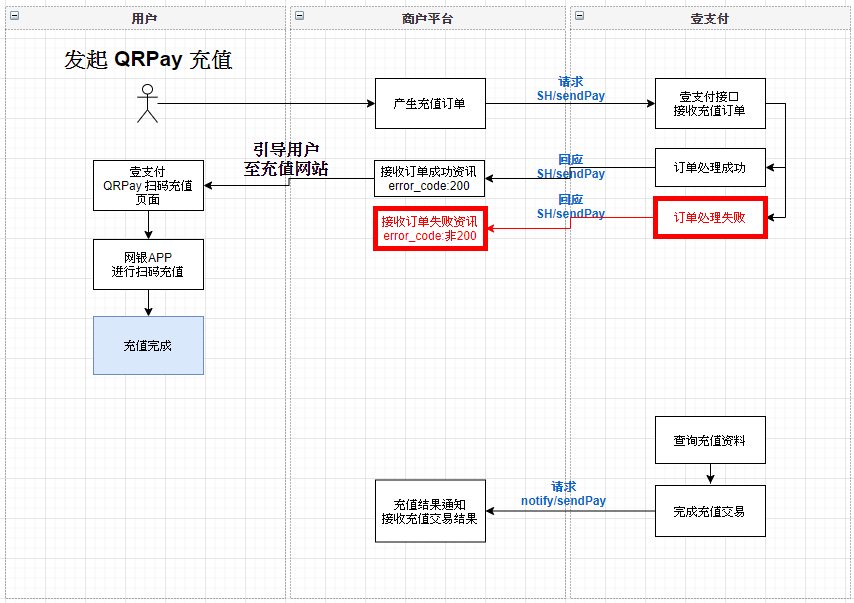 用户
商户平台
壹支付
发起 QRPay 充值
产生充值订单
请求
SH/sendPay
壹支付接口
接收充值订单
引导用户
至充值网站
壹支付
QRPay 扫码充值
页面
接收订单成功资讯
error_code:200
回应
SH/sendPay
订单处理成功
接收订单失败资讯
error_code:非200
回应
SH/sendPay
订单处理失败
网银APP
进行扫码充值
充值完成
查询充值资料
充值结果通知
接收充值交易结果
请求
notify/sendPay
完成充值交易